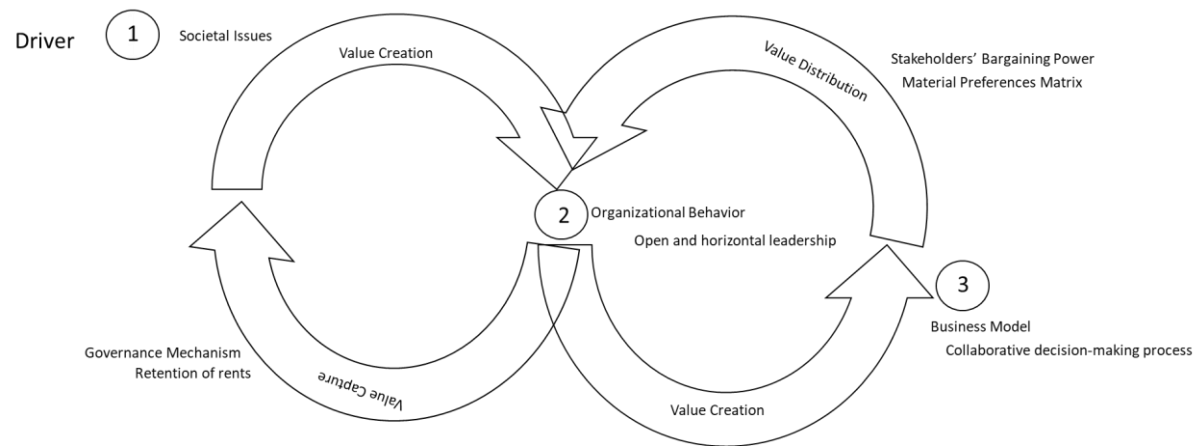 Driver
1
Societal Issues
Value Creation
Value Distribution
Stakeholders’ Bargaining Power
Material Preferences Matrix
2
Organizational Behavior
Open and horizontal leadership
3
Business Model
Collaborative decision-making process
Governance Mechanism
Retention of rents
Value Capture
Value Creation